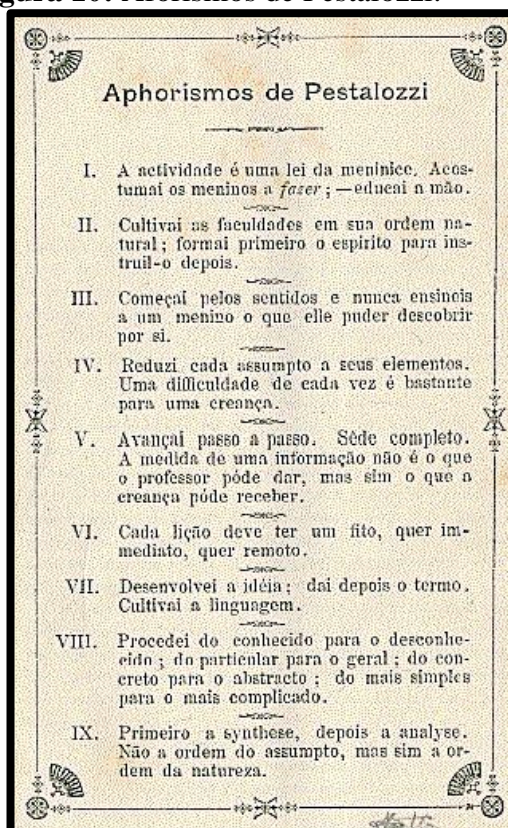 Aphorismos de Pestalozzi
I. A actividade é uma lei da meninice. Acos-
tumai os meninos a fazer; —educai a mão.
II. Cultivai as faculdades em sua ordem na-
tural; formai primeiro o espirito para ins-
truil-o depois.
III. Começai pelos sentidos e nunca ensineis
a um menino o que elle puder descobrir
por si.
IV. Reduzi cada assumpto a seus elementos.
Uma difficuldade de cada vez é bastante
para uma creança.
V. Avançai passo a passo. Sêde completo.
A medida de uma informação não é o que
o professor póde dar, mas sim o que a
creança póde receber.
VI. Cada lição deve ter um fito, quer im-
mediato, quer remoto.
VII. Desenvolvei a idéia; dai depois o termo.
Cultivai a linguagem.
VIII. Procedei do conhecido para o desconhe-
cido; do particular para o geral; do con-
creto para o abstracto; do mais simples
para o mais complicado.
IX. Primeiro a synthese, depois a analyse.
Não a ordem do assumpto, mas sim a or-
dem da natureza.